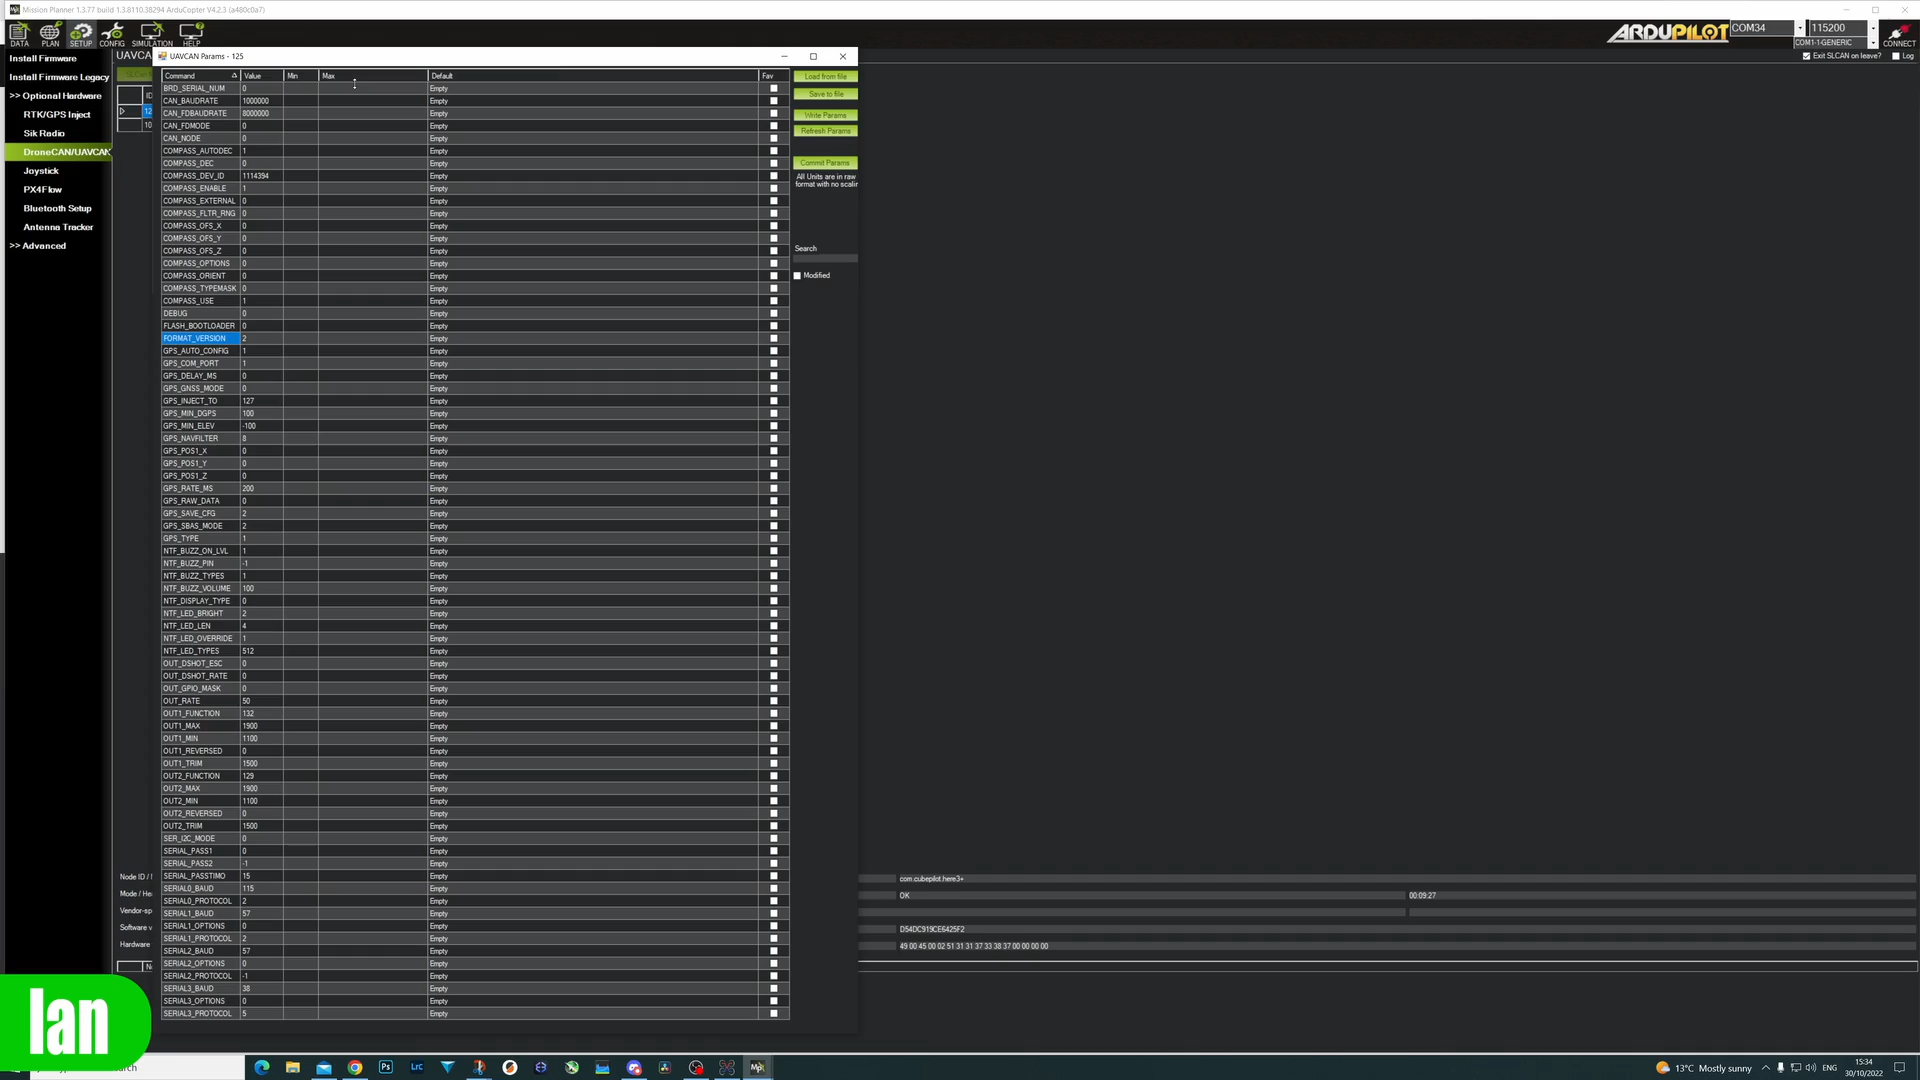 Mission Planner 1.3.77 build 1.3.8110.38294 ArduCopter V4.2.3 (a480c0a7)
DATA PLAN SETUP CONFIG SIMULATION HELP
ARDUPILOT COM34 115200
COM1-1-GENERIC CONNECT
Exit SLCAN on leave? Log
Install Firmware
Install Firmware Legacy
>> Optional Hardware
RTK/GPS Inject
Sik Radio
DroneCAN/UAVCAN
Joystick
PX4Flow
Bluetooth Setup
Antenna Tracker
>> Advanced
UAVCAN Params - 125
Command Value Min Max Default Fav
BRD_SERIAL_NUM 0 Empty
CAN_BAUDRATE 1000000 Empty
CAN_FDBAUDRATE 8000000 Empty
CAN_FDMODE 0 Empty
CAN_NODE 0 Empty
COMPASS_AUTODEC 1 Empty
COMPASS_DEC 0 Empty
COMPASS_DEV_ID 1114394 Empty
COMPASS_ENABLE 1 Empty
COMPASS_EXTERNAL 0 Empty
COMPASS_FLTR_RNG 0 Empty
COMPASS_OFS_X 0 Empty
COMPASS_OFS_Y 0 Empty
COMPASS_OFS_Z 0 Empty
COMPASS_OPTIONS 0 Empty
COMPASS_ORIENT 0 Empty
COMPASS_TYPEMASK 0 Empty
COMPASS_USE 1 Empty
DEBUG 0 Empty
FLASH_BOOTLOADER 0 Empty
FORMAT_VERSION 2 Empty
GPS_AUTO_CONFIG 1 Empty
GPS_COM_PORT 1 Empty
GPS_DELAY_MS 0 Empty
GPS_GNSS_MODE 0 Empty
GPS_INJECT_TO 127 Empty
GPS_MIN_DGPS 100 Empty
GPS_MIN_ELEV -100 Empty
GPS_NAVFILTER 8 Empty
GPS_POS1_X 0 Empty
GPS_POS1_Y 0 Empty
GPS_POS1_Z 0 Empty
GPS_RATE_MS 200 Empty
GPS_RAW_DATA 0 Empty
GPS_SAVE_CFG 2 Empty
GPS_SBAS_MODE 2 Empty
GPS_TYPE 1 Empty
NTF_BUZZ_ON_LVL 1 Empty
NTF_BUZZ_PIN -1 Empty
NTF_BUZZ_TYPES 1 Empty
NTF_BUZZ_VOLUME 100 Empty
NTF_DISPLAY_TYPE 0 Empty
NTF_LED_BRIGHT 2 Empty
NTF_LED_LEN 4 Empty
NTF_LED_OVERRIDE 1 Empty
NTF_LED_TYPES 512 Empty
OUT_DSHOT_ESC 0 Empty
OUT_DSHOT_RATE 0 Empty
OUT_GPIO_MASK 0 Empty
OUT_RATE 50 Empty
OUT1_FUNCTION 132 Empty
OUT1_MAX 1900 Empty
OUT1_MIN 1100 Empty
OUT1_REVERSED 0 Empty
OUT1_TRIM 1500 Empty
OUT2_FUNCTION 129 Empty
OUT2_MAX 1900 Empty
OUT2_MIN 1100 Empty
OUT2_REVERSED 0 Empty
OUT2_TRIM 1500 Empty
SER_I2C_MODE 0 Empty
SERIAL_PASS1 0 Empty
SERIAL_PASS2 -1 Empty
SERIAL_PASSTIMO 15 Empty
SERIAL0_BAUD 115 Empty
SERIAL0_PROTOCOL 2 Empty
SERIAL1_BAUD 57 Empty
SERIAL1_OPTIONS 0 Empty
SERIAL1_PROTOCOL 2 Empty
SERIAL2_BAUD 57 Empty
SERIAL2_OPTIONS 0 Empty
SERIAL2_PROTOCOL -1 Empty
SERIAL3_BAUD 38 Empty
SERIAL3_OPTIONS 0 Empty
SERIAL3_PROTOCOL 5 Empty
Load from file
Save to file
Write Params
Refresh Params
Commit Params
All Units are in raw
format with no scalin
Search
Modified
Node ID /
Mode / He
Vendor-sp
Software v
Hardware
com.cubepilot.here3+
OK 00:09:27
D54DC919CE6425F2
49 00 45 00 02 51 31 31 37 33 38 37 00 00 00 00
Ian
13°C Mostly sunny ENG
15:34
30/10/2022